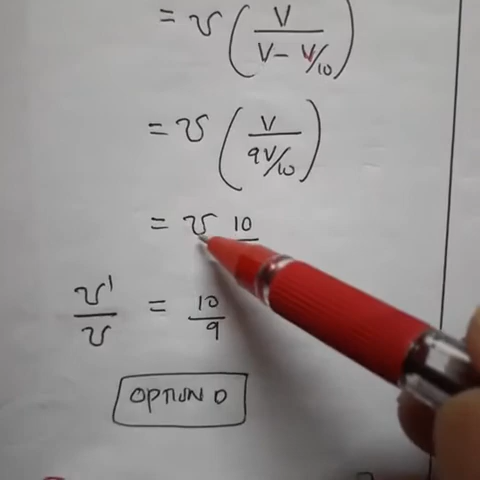 = υ (V / V - V/10)
= υ (V / 9V/10)
= υ 10
υ' / υ = 10 / 9
OPTION D